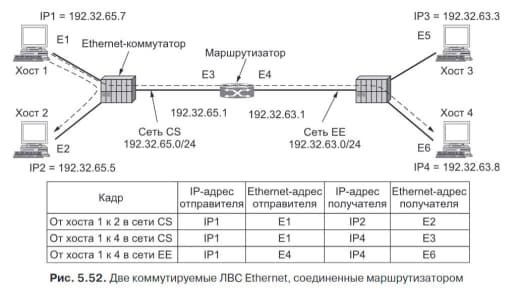 IP1 = 192.32.65.7
IP3 = 192.32.63.3
E1
Ethernet-коммутатор
E5
Маршрутизатор
Хост 1
E3
E4
Хост 3
Хост 2
Хост 4
192.32.65.1
192.32.63.1
E2
Сеть CS
192.32.65.0/24
Сеть EE
192.32.63.0/24
E6
IP2 = 192.32.65.5
IP4 = 192.32.63.8
Кадр | IP-адрес отправителя | Ethernet-адрес отправителя | IP-адрес получателя | Ethernet-адрес получателя
От хоста 1 к 2 в сети CS | IP1 | E1 | IP2 | E2
От хоста 1 к 4 в сети CS | IP1 | E1 | IP4 | E3
От хоста 1 к 4 в сети EE | IP1 | E4 | IP4 | E6
Рис. 5.52. Две коммутируемые ЛВС Ethernet, соединенные маршрутизатором